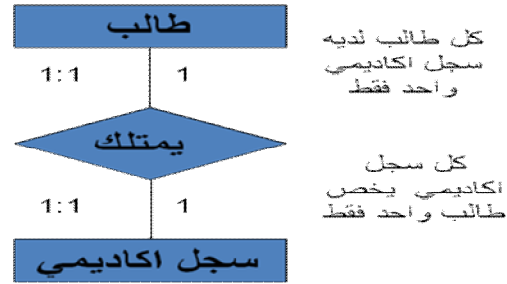 طالب
1:1
1
كل طالب لديه
سجل اكاديمي
واحد فقط
يمتلك
1:1
1
كل سجل
اكاديمي يخص
طالب واحد فقط
سجل اكاديمي